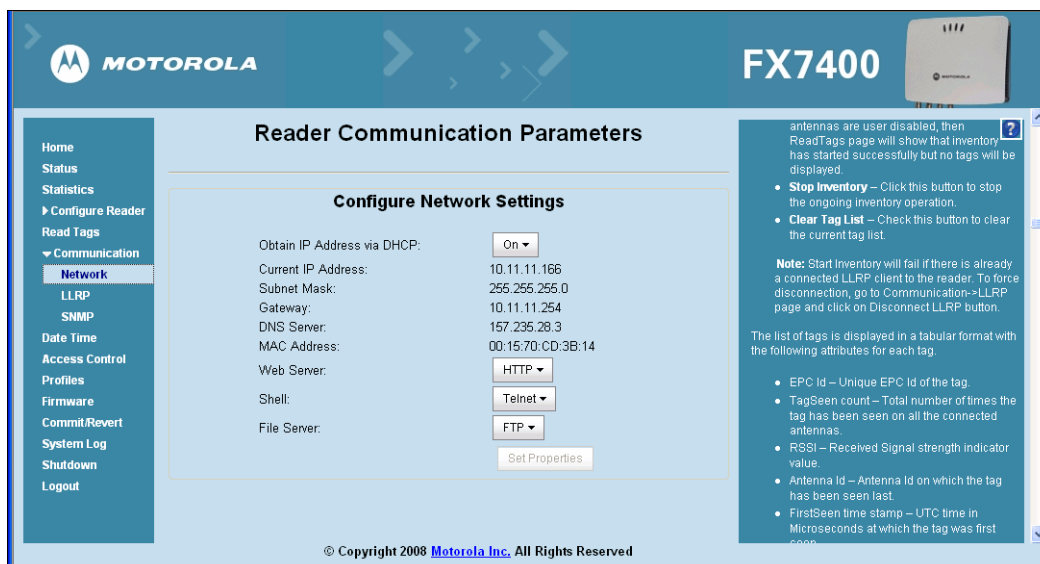 MOTOROLA
FX7400
MOTOROLA
Home
Status
Statistics
Configure Reader
Read Tags
Communication
Network
LLRP
SNMP
Date Time
Access Control
Profiles
Firmware
Commit/Revert
System Log
Shutdown
Logout
Reader Communication Parameters
Configure Network Settings
Obtain IP Address via DHCP: On
Current IP Address: 10.11.11.166
Subnet Mask: 255.255.255.0
Gateway: 10.11.11.254
DNS Server: 157.235.28.3
MAC Address: 00:15:70:CD:3B:14
Web Server: HTTP
Shell: Telnet
File Server: FTP
Set Properties
© Copyright 2008 Motorola Inc. All Rights Reserved
?
antennas are user disabled, then
ReadTags page will show that inventory
has started successfully but no tags will be
displayed.
• Stop Inventory – Click this button to stop
the ongoing inventory operation.
• Clear Tag List – Check this button to clear
the current tag list.
Note: Start Inventory will fail if there is already
a connected LLRP client to the reader. To force
disconnection, go to Communication->LLRP
page and click on Disconnect LLRP button.
The list of tags is displayed in a tabular format with
the following attributes for each tag.
• EPC Id – Unique EPC Id of the tag.
• TagSeen count – Total number of times the
tag has been seen on all the connected
antennas.
• RSSI – Received Signal strength indicator
value.
• Antenna Id – Antenna Id on which the tag
has been seen last.
• FirstSeen time stamp – UTC time in
Microseconds at which the tag was first